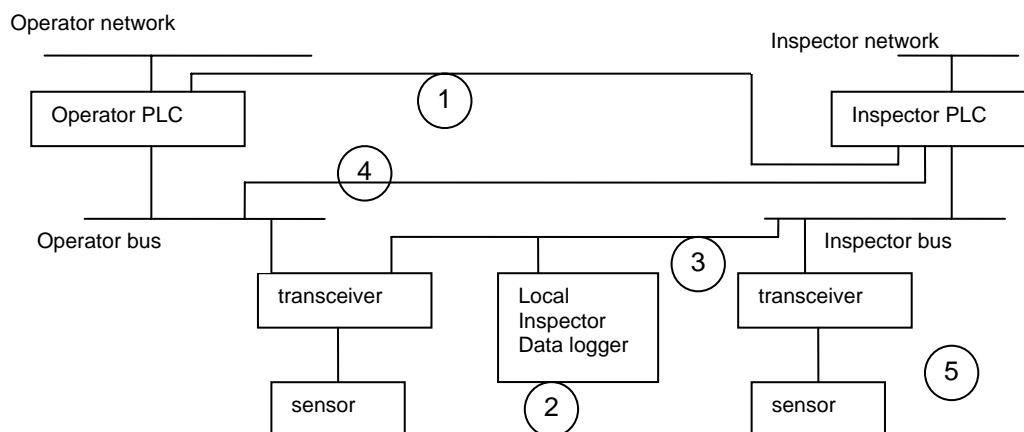 Operator network
Inspector network
1
Operator PLC
Inspector PLC
4
Operator bus
Inspector bus
3
transceiver
Local
Inspector
Data logger
transceiver
5
sensor
2
sensor